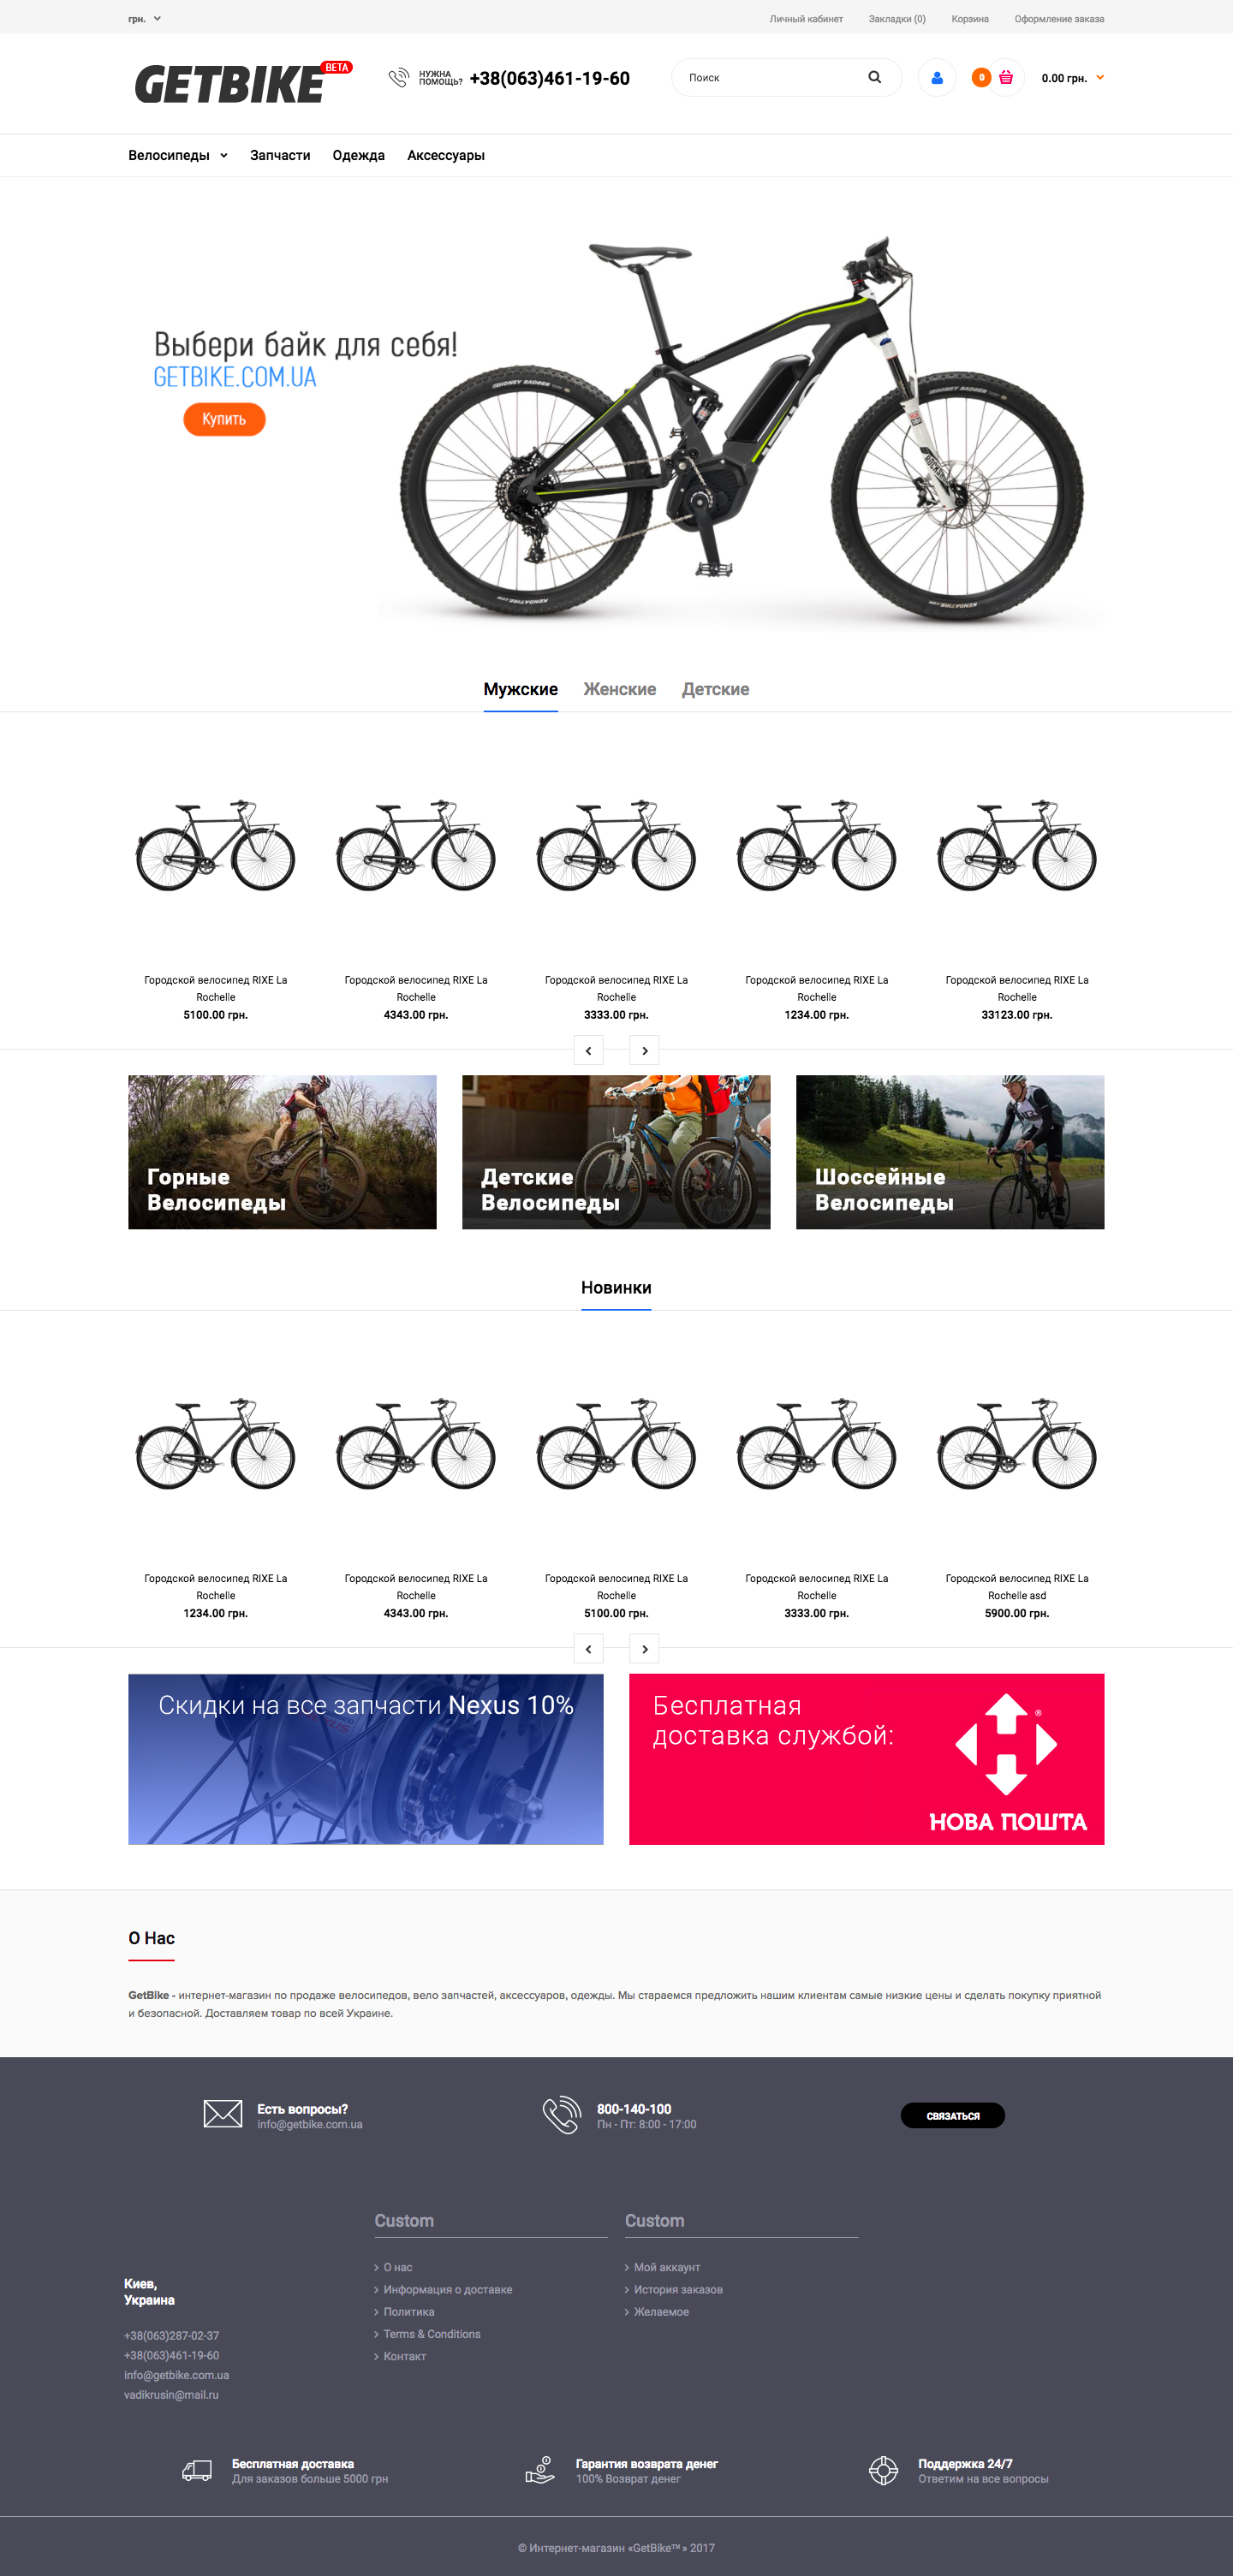 грн.
Личный кабинет
Закладки (0)
Корзина
Оформление заказа
GETBIKE
BETA
НУЖНА
ПОМОЩЬ?
+38(063)461-19-60
Поиск
0
0.00 грн.
Велосипеды
Запчасти
Одежда
Аксессуары
Выбери байк для себя!
GETBIKE.COM.UA
Купить
Мужские
Женские
Детские
Городской велосипед RIXE La
Rochelle
5100.00 грн.
Городской велосипед RIXE La
Rochelle
4343.00 грн.
Городской велосипед RIXE La
Rochelle
3333.00 грн.
Городской велосипед RIXE La
Rochelle
1234.00 грн.
Городской велосипед RIXE La
Rochelle
33123.00 грн.
Горные
Велосипеды
Детские
Велосипеды
Шоссейные
Велосипеды
Новинки
Городской велосипед RIXE La
Rochelle
1234.00 грн.
Городской велосипед RIXE La
Rochelle
4343.00 грн.
Городской велосипед RIXE La
Rochelle
5100.00 грн.
Городской велосипед RIXE La
Rochelle
3333.00 грн.
Городской велосипед RIXE La
Rochelle asd
5900.00 грн.
Скидки на все запчасти Nexus 10%
Бесплатная
доставка службой:
®
НОВА ПОШТА
О Нас
GetBike - интернет-магазин по продаже велосипедов, вело запчастей, аксессуаров, одежды. Мы стараемся предложить нашим клиентам самые низкие цены и сделать покупку приятной
и безопасной. Доставляем товар по всей Украине.
Есть вопросы?
info@getbike.com.ua
800-140-100
Пн - Пт: 8:00 - 17:00
СВЯЗАТЬСЯ
Киев,
Украина
+38(063)287-02-37
+38(063)461-19-60
info@getbike.com.ua
vadikrusin@mail.ru
Custom
О нас
Информация о доставке
Политика
Terms & Conditions
Контакт
Custom
Мой аккаунт
История заказов
Желаемое
Бесплатная доставка
Для заказов больше 5000 грн
Гарантия возврата денег
100% Возврат денег
Поддержка 24/7
Ответим на все вопросы
© Интернет-магазин «GetBike™» 2017